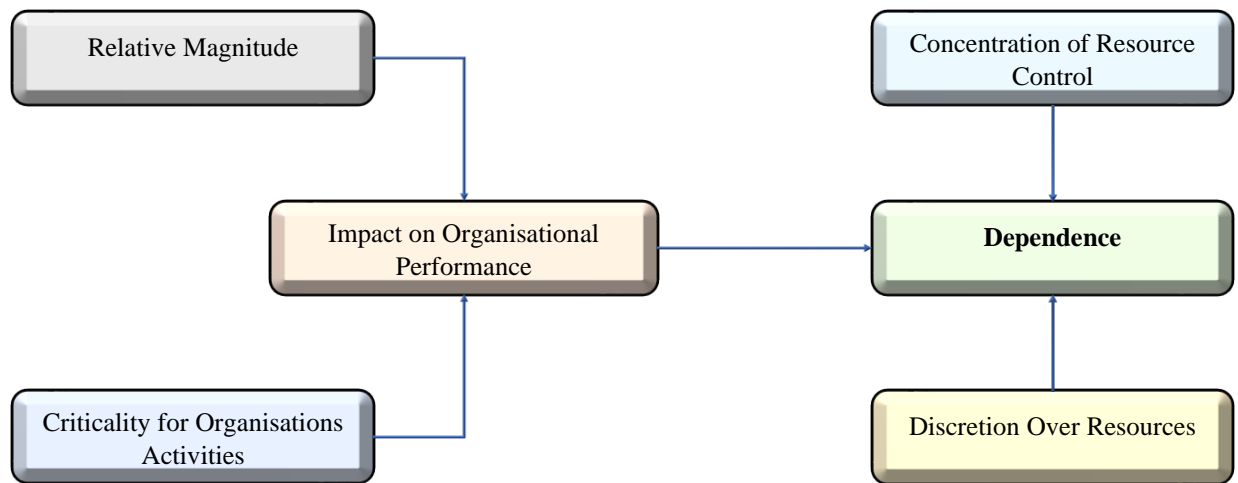 Relative Magnitude
Concentration of Resource
Control
Impact on Organisational
Performance
Dependence
Criticality for Organisations
Activities
Discretion Over Resources